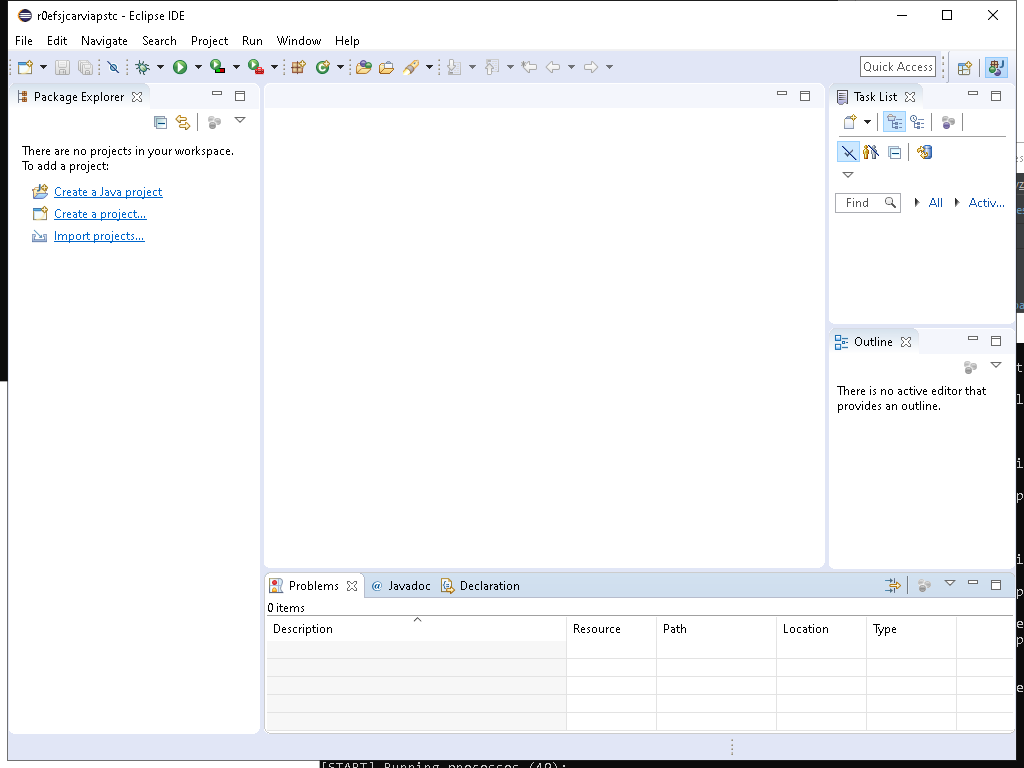 r0efsjcarviapstc - Eclipse IDE
File Edit Navigate Search Project Run Window Help
Quick Access
Package Explorer
There are no projects in your workspace.
To add a project:
Create a Java project
Create a project...
Import projects...
Task List
Find All Activ...
Outline
There is no active editor that
provides an outline.
Problems @ Javadoc Declaration
0 items
Description Resource Path Location Type
[START] Running processes (40):